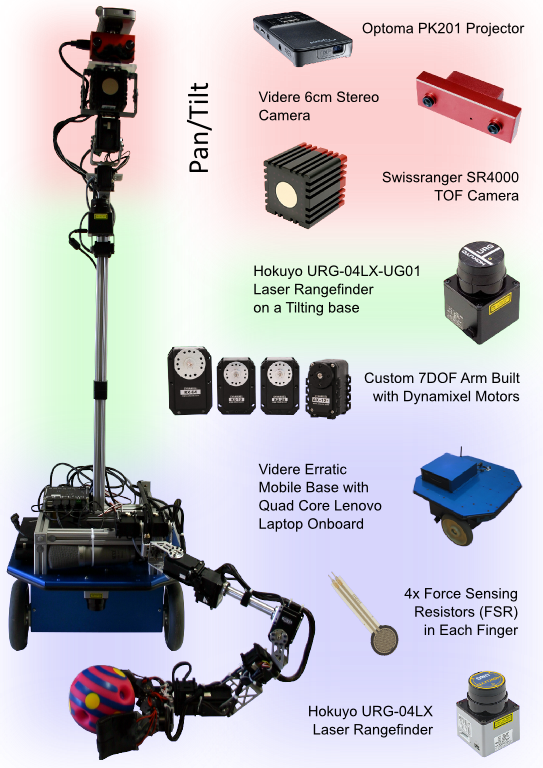 Optoma PK201 Projector
Pan/Tilt
Videre 6cm Stereo
Camera
Swissranger SR4000
TOF Camera
Hokuyo URG-04LX-UG01
Laser Rangefinder
on a Tilting base
URG
HOKUYO
Custom 7DOF Arm Built
with Dynamixel Motors
Videre Erratic
Mobile Base with
Quad Core Lenovo
Laptop Onboard
4x Force Sensing
Resistors (FSR)
in Each Finger
Hokuyo URG-04LX
Laser Rangefinder